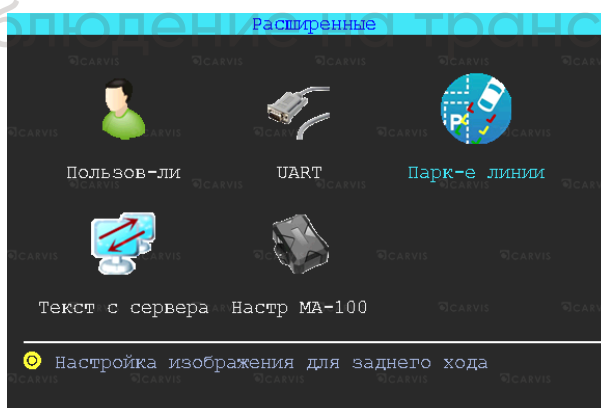 Расширенные
Пользов-ли UART Парк-е линии
Текст с сервера Настр MA-100
Настройка изображения для заднего хода